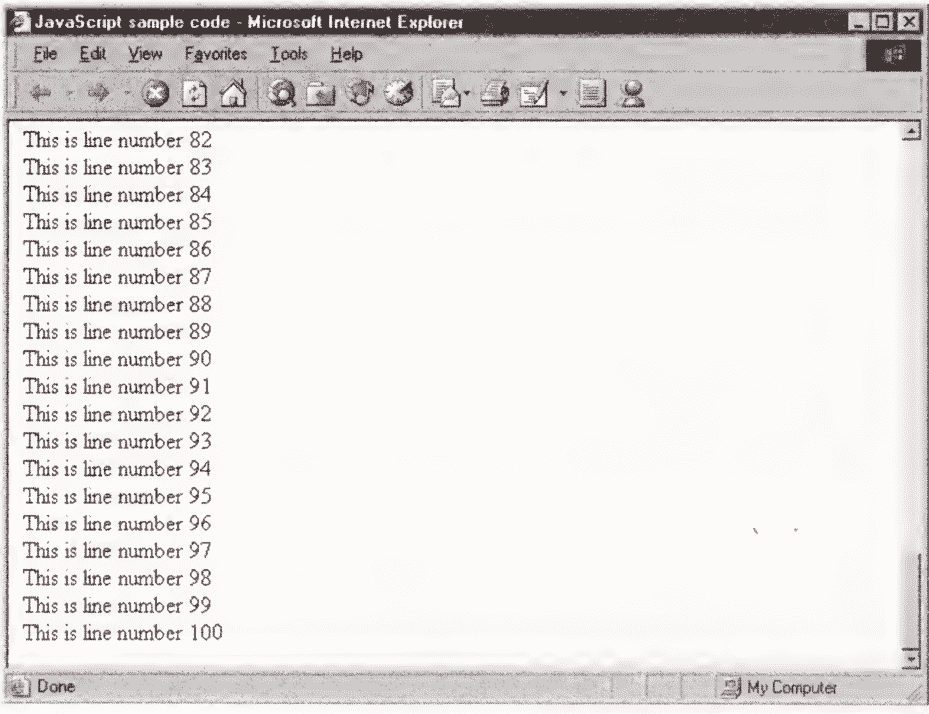 JavaScript sample code - Microsoft Internet Explorer
File Edit View Favorites Tools Help
This is line number 82
This is line number 83
This is line number 84
This is line number 85
This is line number 86
This is line number 87
This is line number 88
This is line number 89
This is line number 90
This is line number 91
This is line number 92
This is line number 93
This is line number 94
This is line number 95
This is line number 96
This is line number 97
This is line number 98
This is line number 99
This is line number 100
Done My Computer